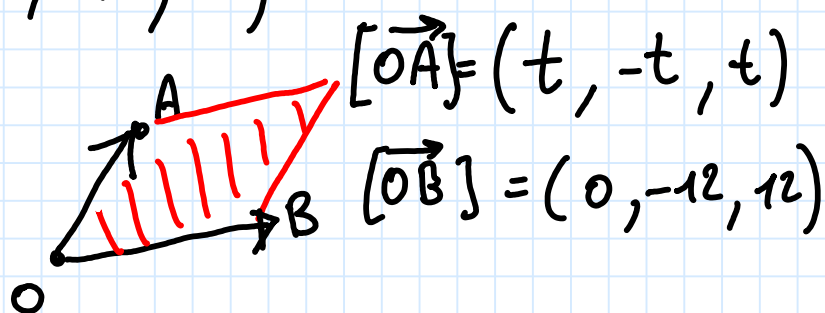 A
[OA]=(t, -t, t)
[OB] = (0, -12, 12)
B
O